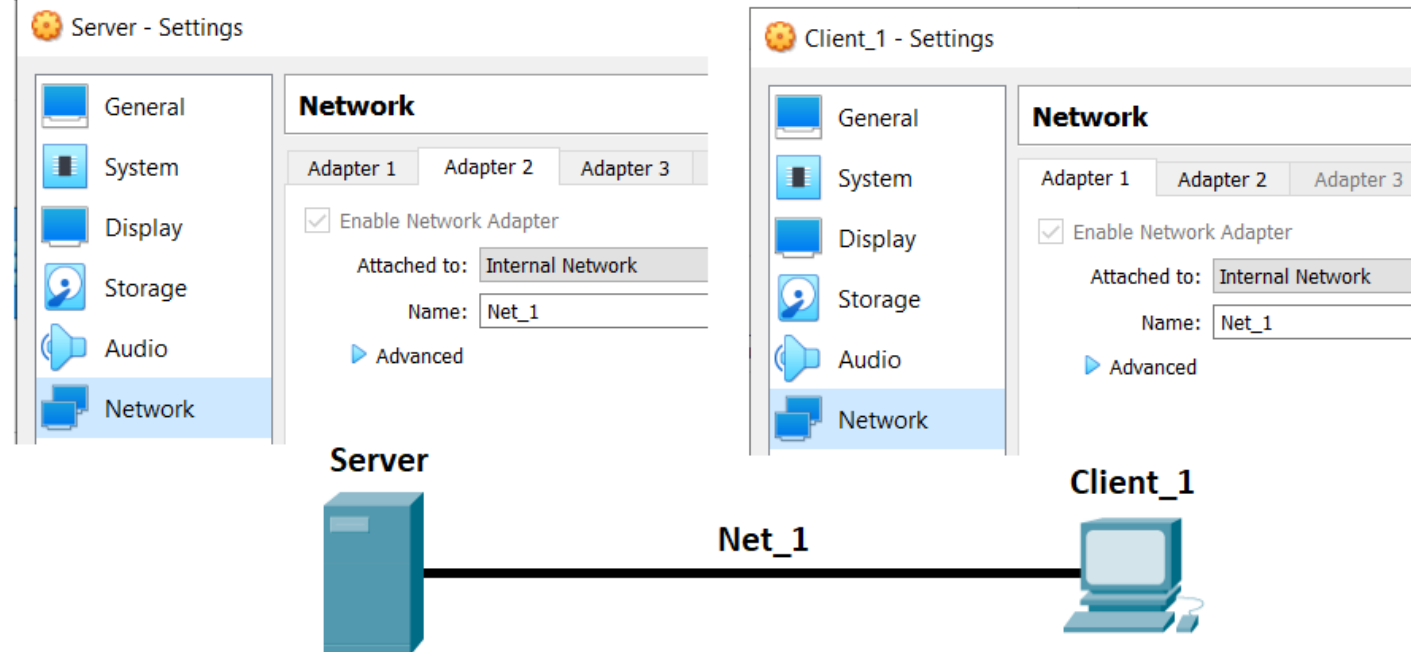 Server - Settings
General
System
Display
Storage
Audio
Network
Network
Adapter 1 Adapter 2 Adapter 3
Enable Network Adapter
Attached to: Internal Network
Name: Net_1
Advanced
Client_1 - Settings
General
System
Display
Storage
Audio
Network
Network
Adapter 1 Adapter 2 Adapter 3
Enable Network Adapter
Attached to: Internal Network
Name: Net_1
Advanced
Server
Net_1
Client_1